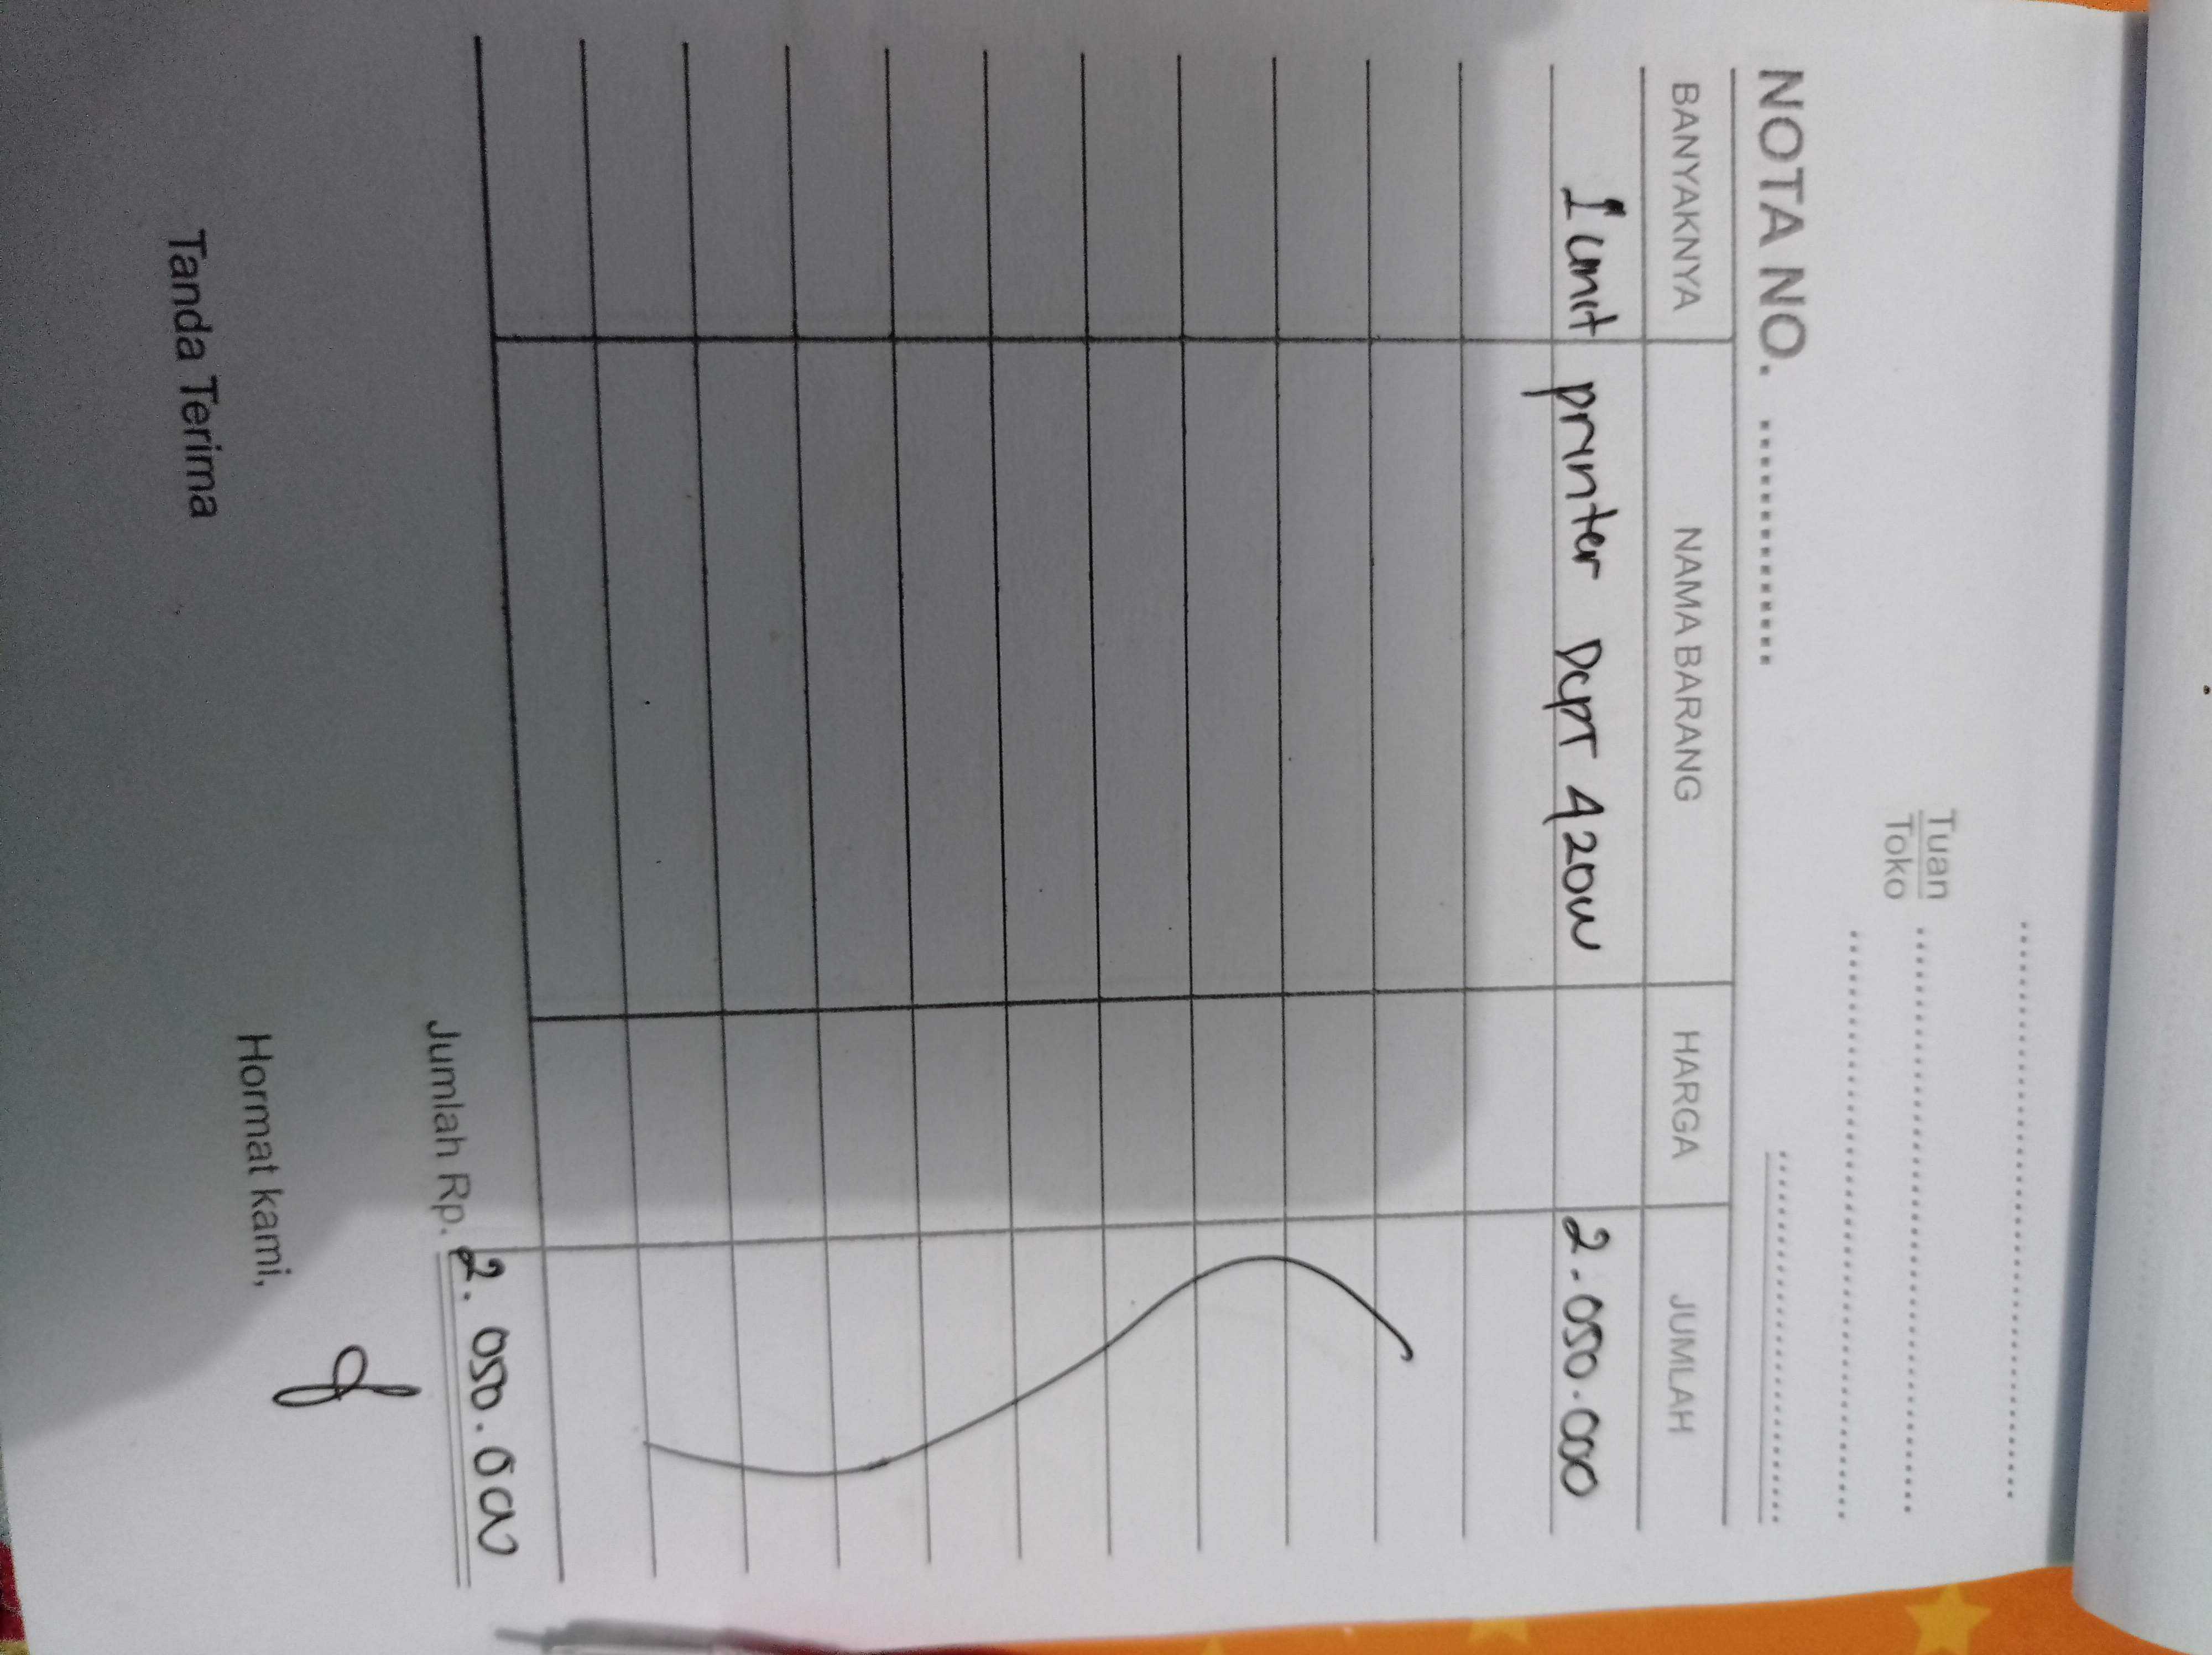 Tuan
Toko
NOTA NO.
BANYAKNYA NAMA BARANG HARGA JUMLAH
1 unit printer DcpT 420W 2.050.000
Jumlah Rp. 2.050.000
Tanda Terima Hormat kami,